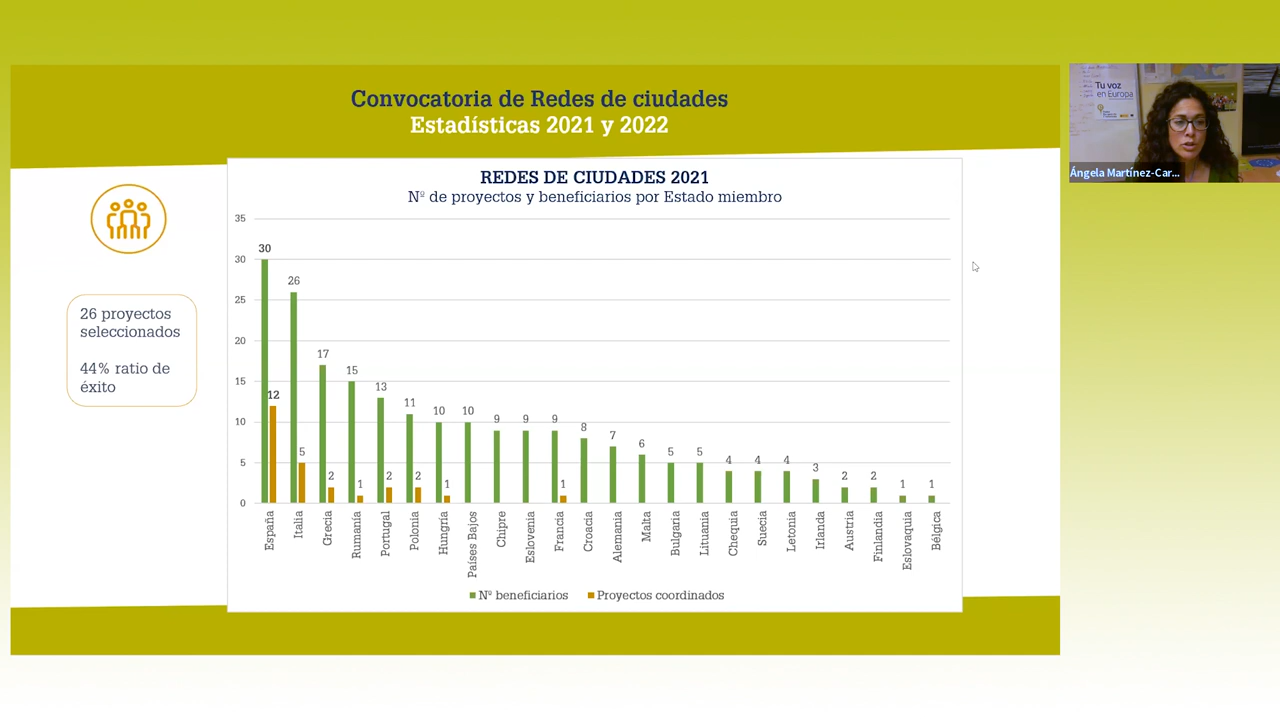 Convocatoria de Redes de ciudades
Estadísticas 2021 y 2022
Tu voz
en Europa
Ángela Martínez-Car...
26 proyectos
seleccionados
44% ratio de
éxito
REDES DE CIUDADES 2021
Nº de proyectos y beneficiarios por Estado miembro
35
30
25
20
15
10
5
0
30
12
26
5
17
2
15
1
13
2
11
2
10
1
10
9
9
9
1
8
7
6
5
5
4
4
4
3
2
2
1
1
España
Italia
Grecia
Rumanía
Portugal
Polonia
Hungría
Países Bajos
Chipre
Eslovenia
Francia
Croacia
Alemania
Malta
Bulgaria
Lituania
Chequia
Suecia
Letonia
Irlanda
Austria
Finlandia
Eslovaquia
Bélgica
Nº beneficiarios
Proyectos coordinados